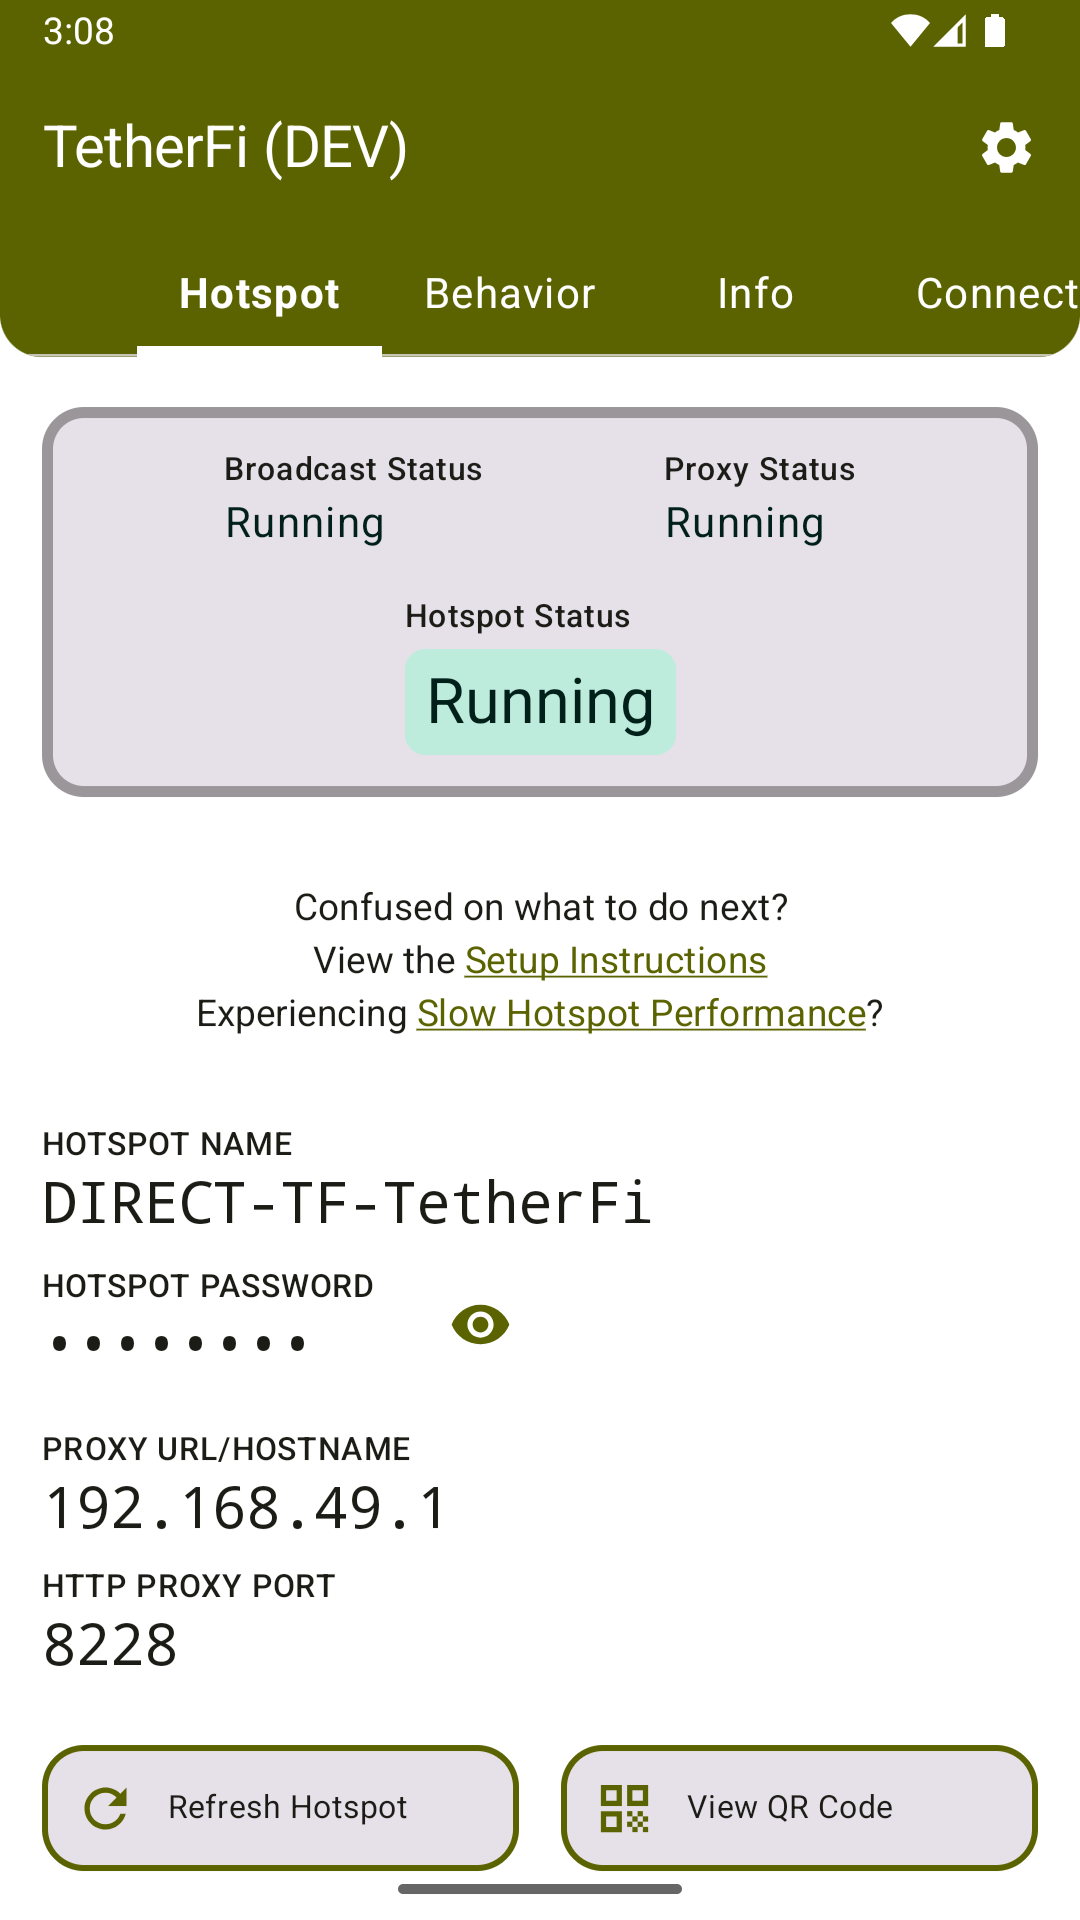 3:08
TetherFi (DEV)
Hotspot Behavior Info Connect
Broadcast Status Proxy Status
Running Running
Hotspot Status
Running
Confused on what to do next?
View the Setup Instructions
Experiencing Slow Hotspot Performance?
HOTSPOT NAME
DIRECT-TF-TetherFi
HOTSPOT PASSWORD
••••••••
PROXY URL/HOSTNAME
192.168.49.1
HTTP PROXY PORT
8228
Refresh Hotspot View QR Code